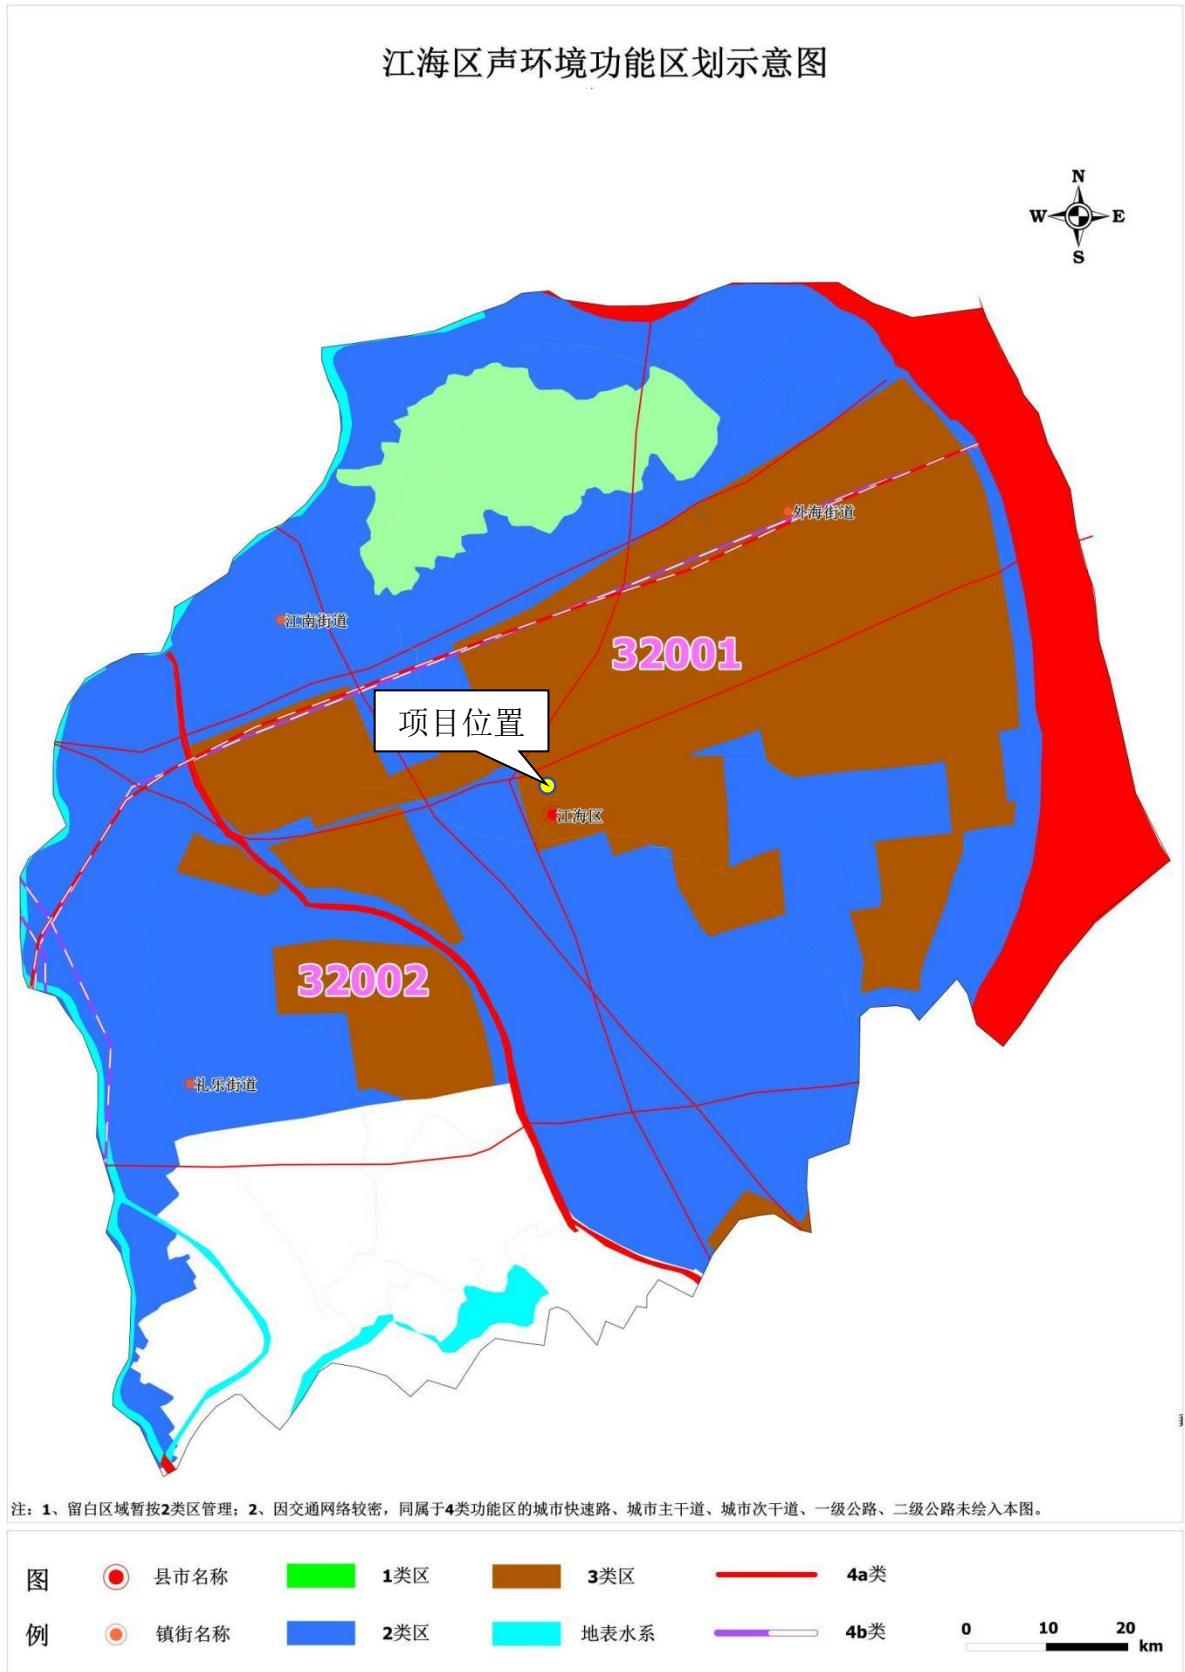 江海区声环境功能区划示意图
N
W E
S
外海街道
江南街道
32001
项目位置
江海区
32002
礼乐街道
注：1、留白区域暂按2类区管理；2、因交通网络较密，同属于4类功能区的城市快速路、城市主干道、城市次干道、一级公路、二级公路未绘入本图。
图 县市名称 1类区 3类区 4a类
例 镇街名称 2类区 地表水系 4b类
0 10 20
km